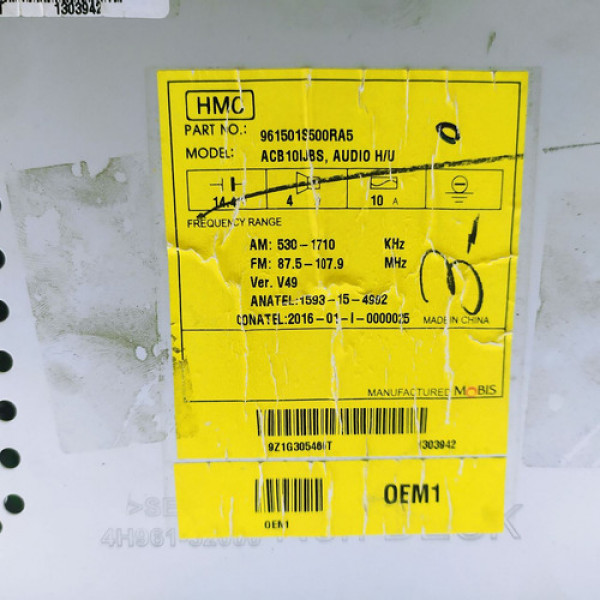 1303942
HMC
PART NO.: 961501S500RA5
MODEL: ACB10IJBS, AUDIO H/U
14.4 4 10 A
FREQUENCY RANGE
AM: 530-1710 KHz
FM: 87.5-107.9 MHz
Ver. V49
ANATEL:1593-15-4992
CONATEL:2016-01-I-0000025
MADE IN CHINA
MANUFACTURED MOBIS
1303942
OEM1
OEM1